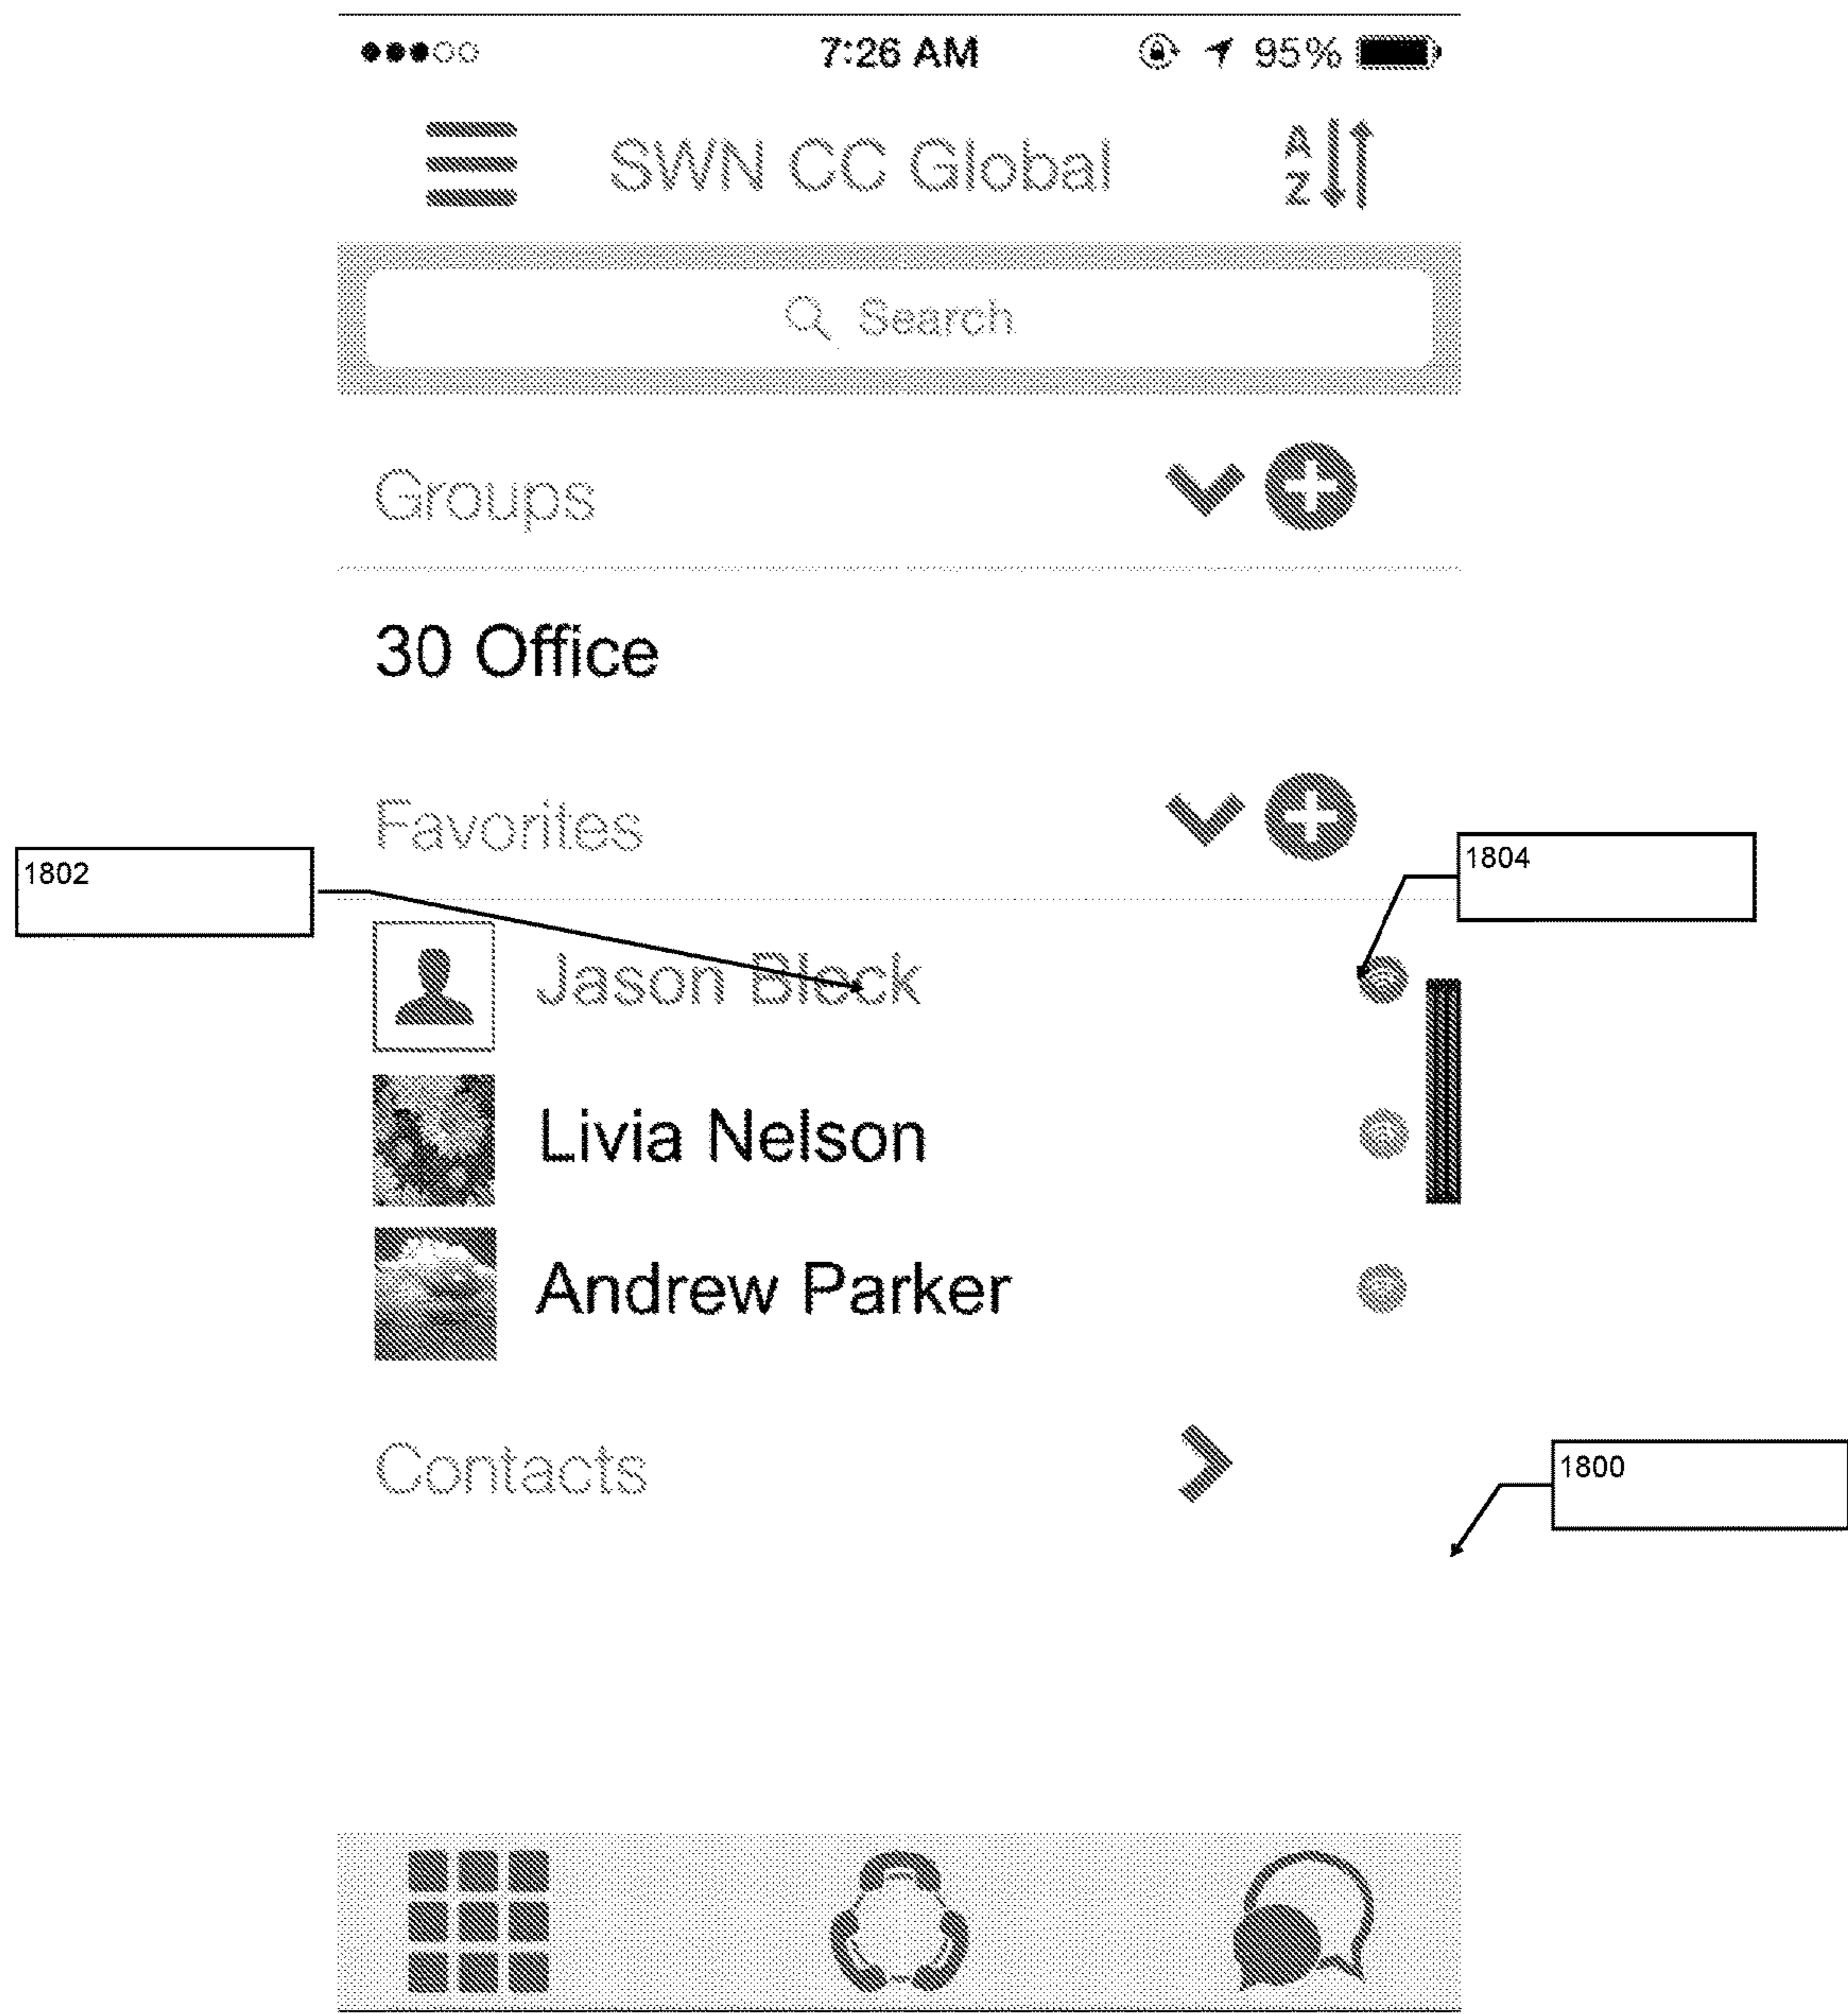 7:26 AM 95%
SWN CC Global A
Z
Search
Groups
30 Office
Favorites
1802
1804
Jason Bleck
Livia Nelson
Andrew Parker
Contacts
1800